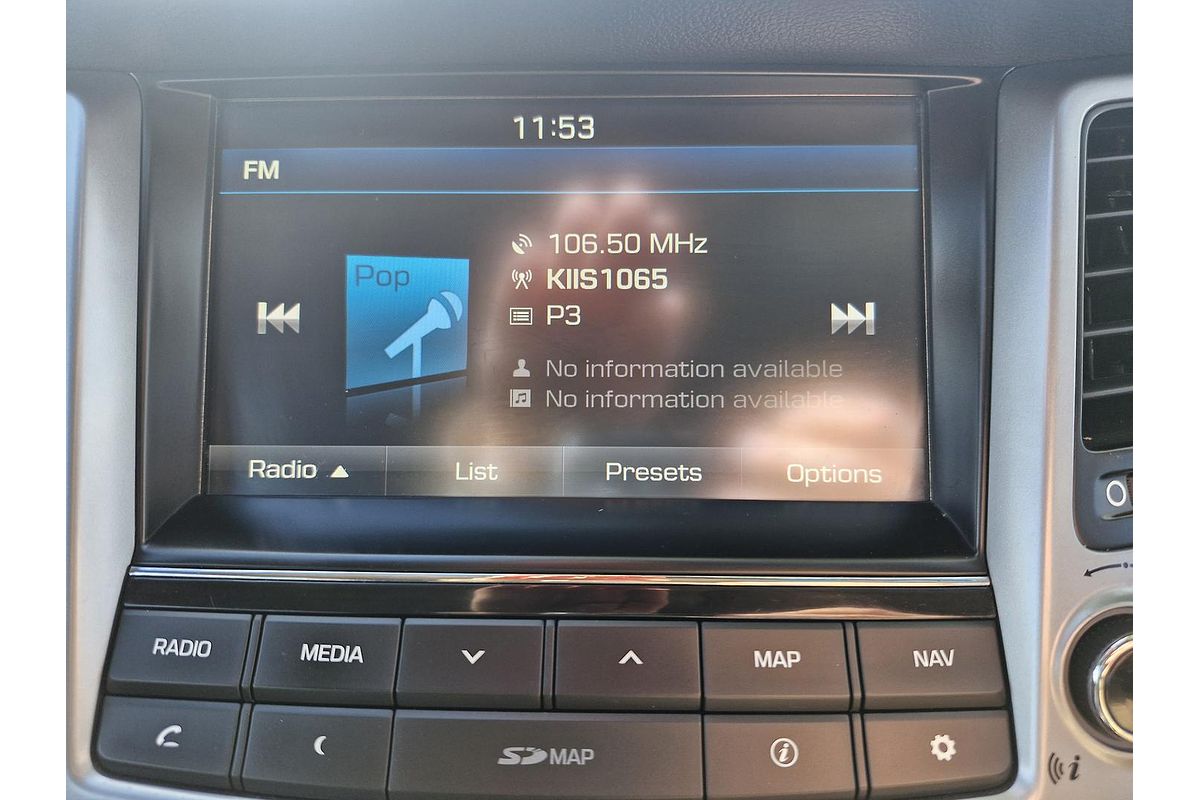 11:53
FM
Pop
106.50 MHz
KIIS1065
P3
No information available
No information available
Radio ▲ List Presets Options
RADIO MEDIA MAP NAV
SD MAP i
i